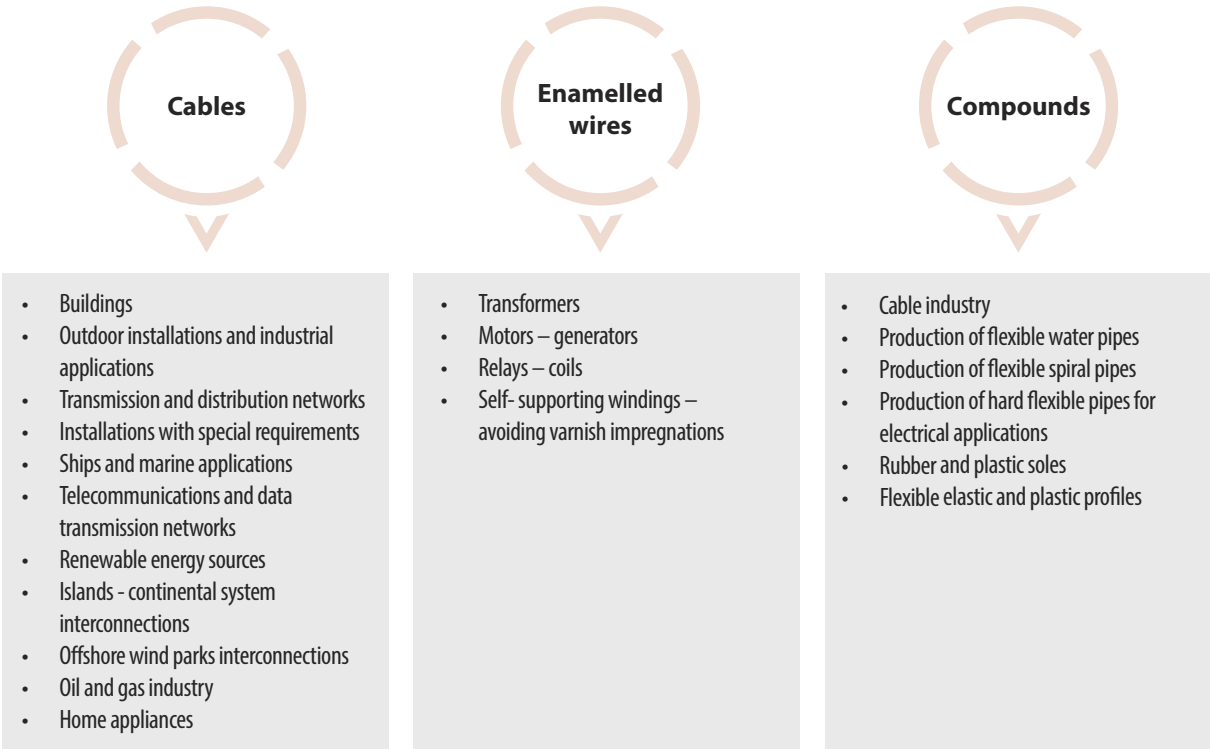 Cables
• Buildings
• Outdoor installations and industrial
applications
• Transmission and distribution networks
• Installations with special requirements
• Ships and marine applications
• Telecommunications and data
transmission networks
• Renewable energy sources
• Islands - continental system
interconnections
• Offshore wind parks interconnections
• Oil and gas industry
• Home appliances
Enamelled
wires
• Transformers
• Motors – generators
• Relays – coils
• Self- supporting windings –
avoiding varnish impregnations
Compounds
• Cable industry
• Production of flexible water pipes
• Production of flexible spiral pipes
• Production of hard flexible pipes for
electrical applications
• Rubber and plastic soles
• Flexible elastic and plastic profiles